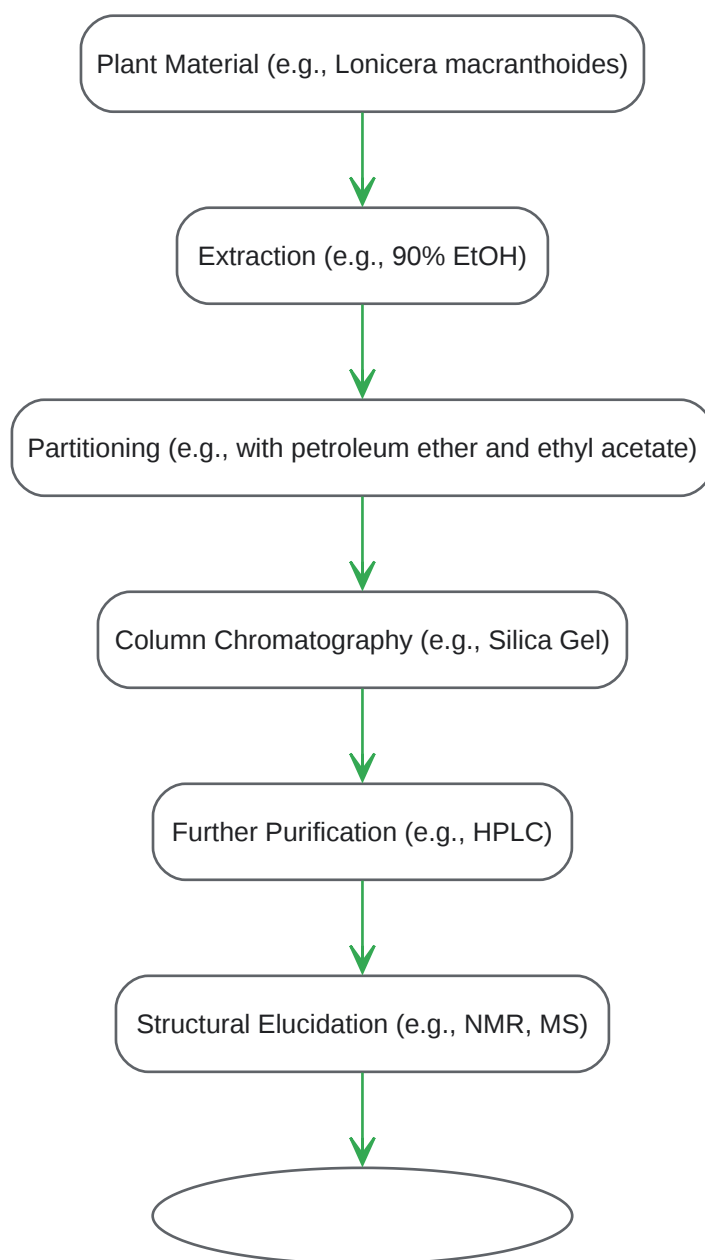 Plant Material (e.g., Lonicera macranthoides)
Extraction (e.g., 90% EtOH)
Partitioning (e.g., with petroleum ether and ethyl acetate)
Column Chromatography (e.g., Silica Gel)
Further Purification (e.g., HPLC)
Structural Elucidation (e.g., NMR, MS)